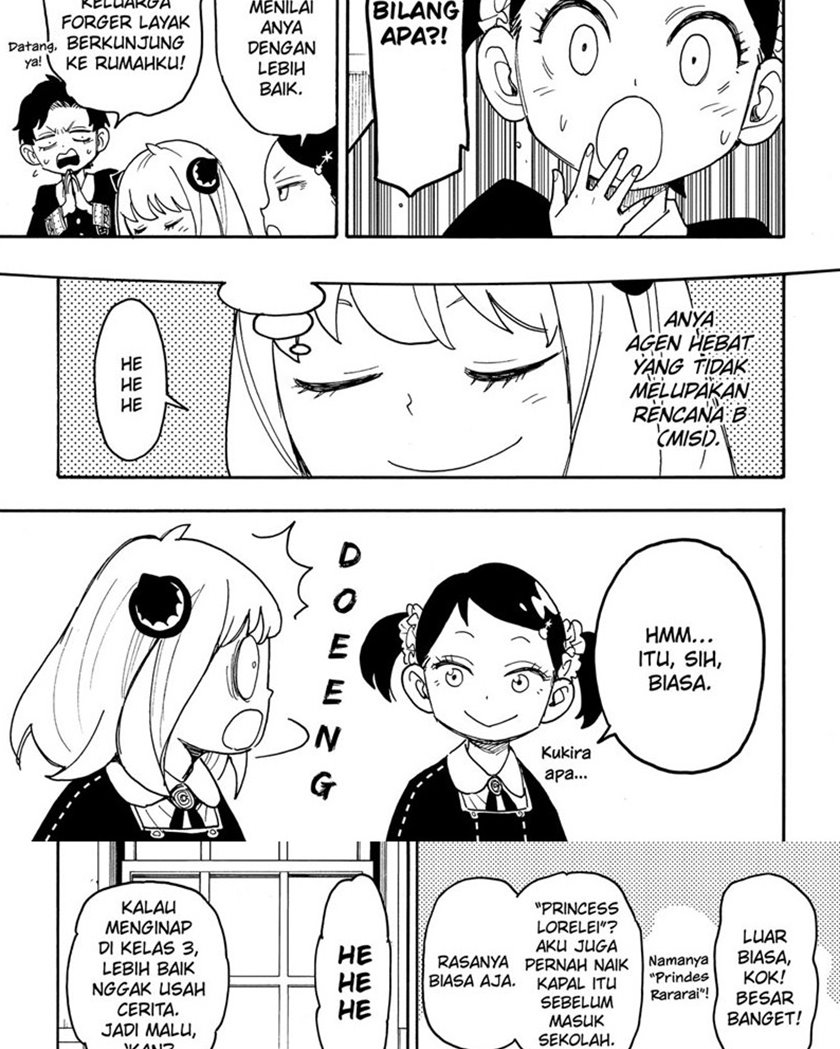 BILANG
APA?!
MENILAI
ANYA
DENGAN
LEBIH
BAIK.
KELUARGA
FORGER LAYAK
BERKUNJUNG
KE RUMAHKU!
Datang,
ya!
ANYA
AGEN HEBAT
YANG TIDAK
MELUPAKAN
RENCANA B
(MISI).
HE
HE
HE
HMM...
ITU, SIH,
BIASA.
Kukira
apa...
DOEENG
LUAR
BIASA,
KOK!
BESAR
BANGET!
Namanya
"Prindes
Rararai"!
"PRINCESS
LORELEI"?
AKU JUGA
PERNAH NAIK
KAPAL ITU
SEBELUM
MASUK
SEKOLAH.
RASANYA
BIASA AJA.
HE
HE
HE
KALAU
MENGINAP
DI KELAS 3,
LEBIH BAIK
NGGAK USAH
CERITA.
JADI MALU,
'KAN?